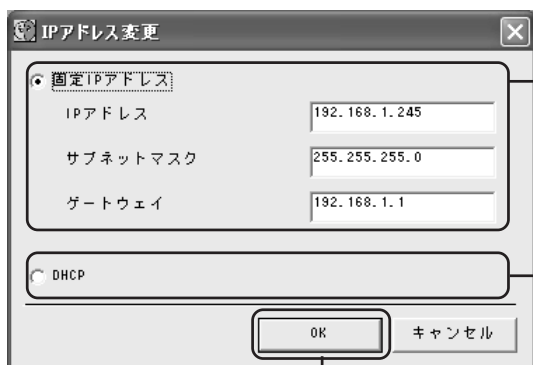 IPアドレス変更
固定IPアドレス
IPアドレス 192.168.1.245
サブネットマスク 255.255.255.0
ゲートウェイ 192.168.1.1
DHCP
OK キャンセル